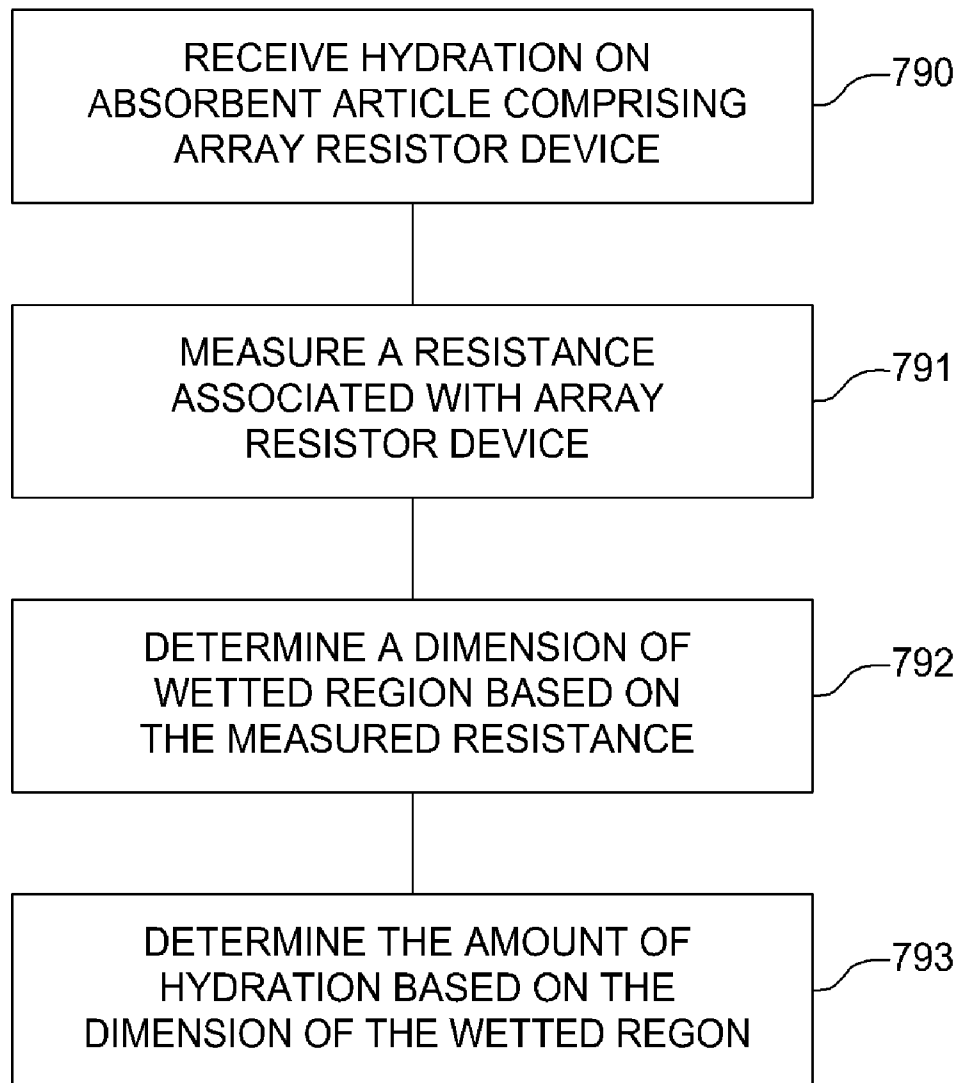 RECEIVE HYDRATION ON
ABSORBENT ARTICLE COMPRISING
ARRAY RESISTOR DEVICE
790
MEASURE A RESISTANCE
ASSOCIATED WITH ARRAY
RESISTOR DEVICE
791
DETERMINE A DIMENSION OF
WETTED REGION BASED ON
THE MEASURED RESISTANCE
792
DETERMINE THE AMOUNT OF
HYDRATION BASED ON THE
DIMENSION OF THE WETTED REGON
793